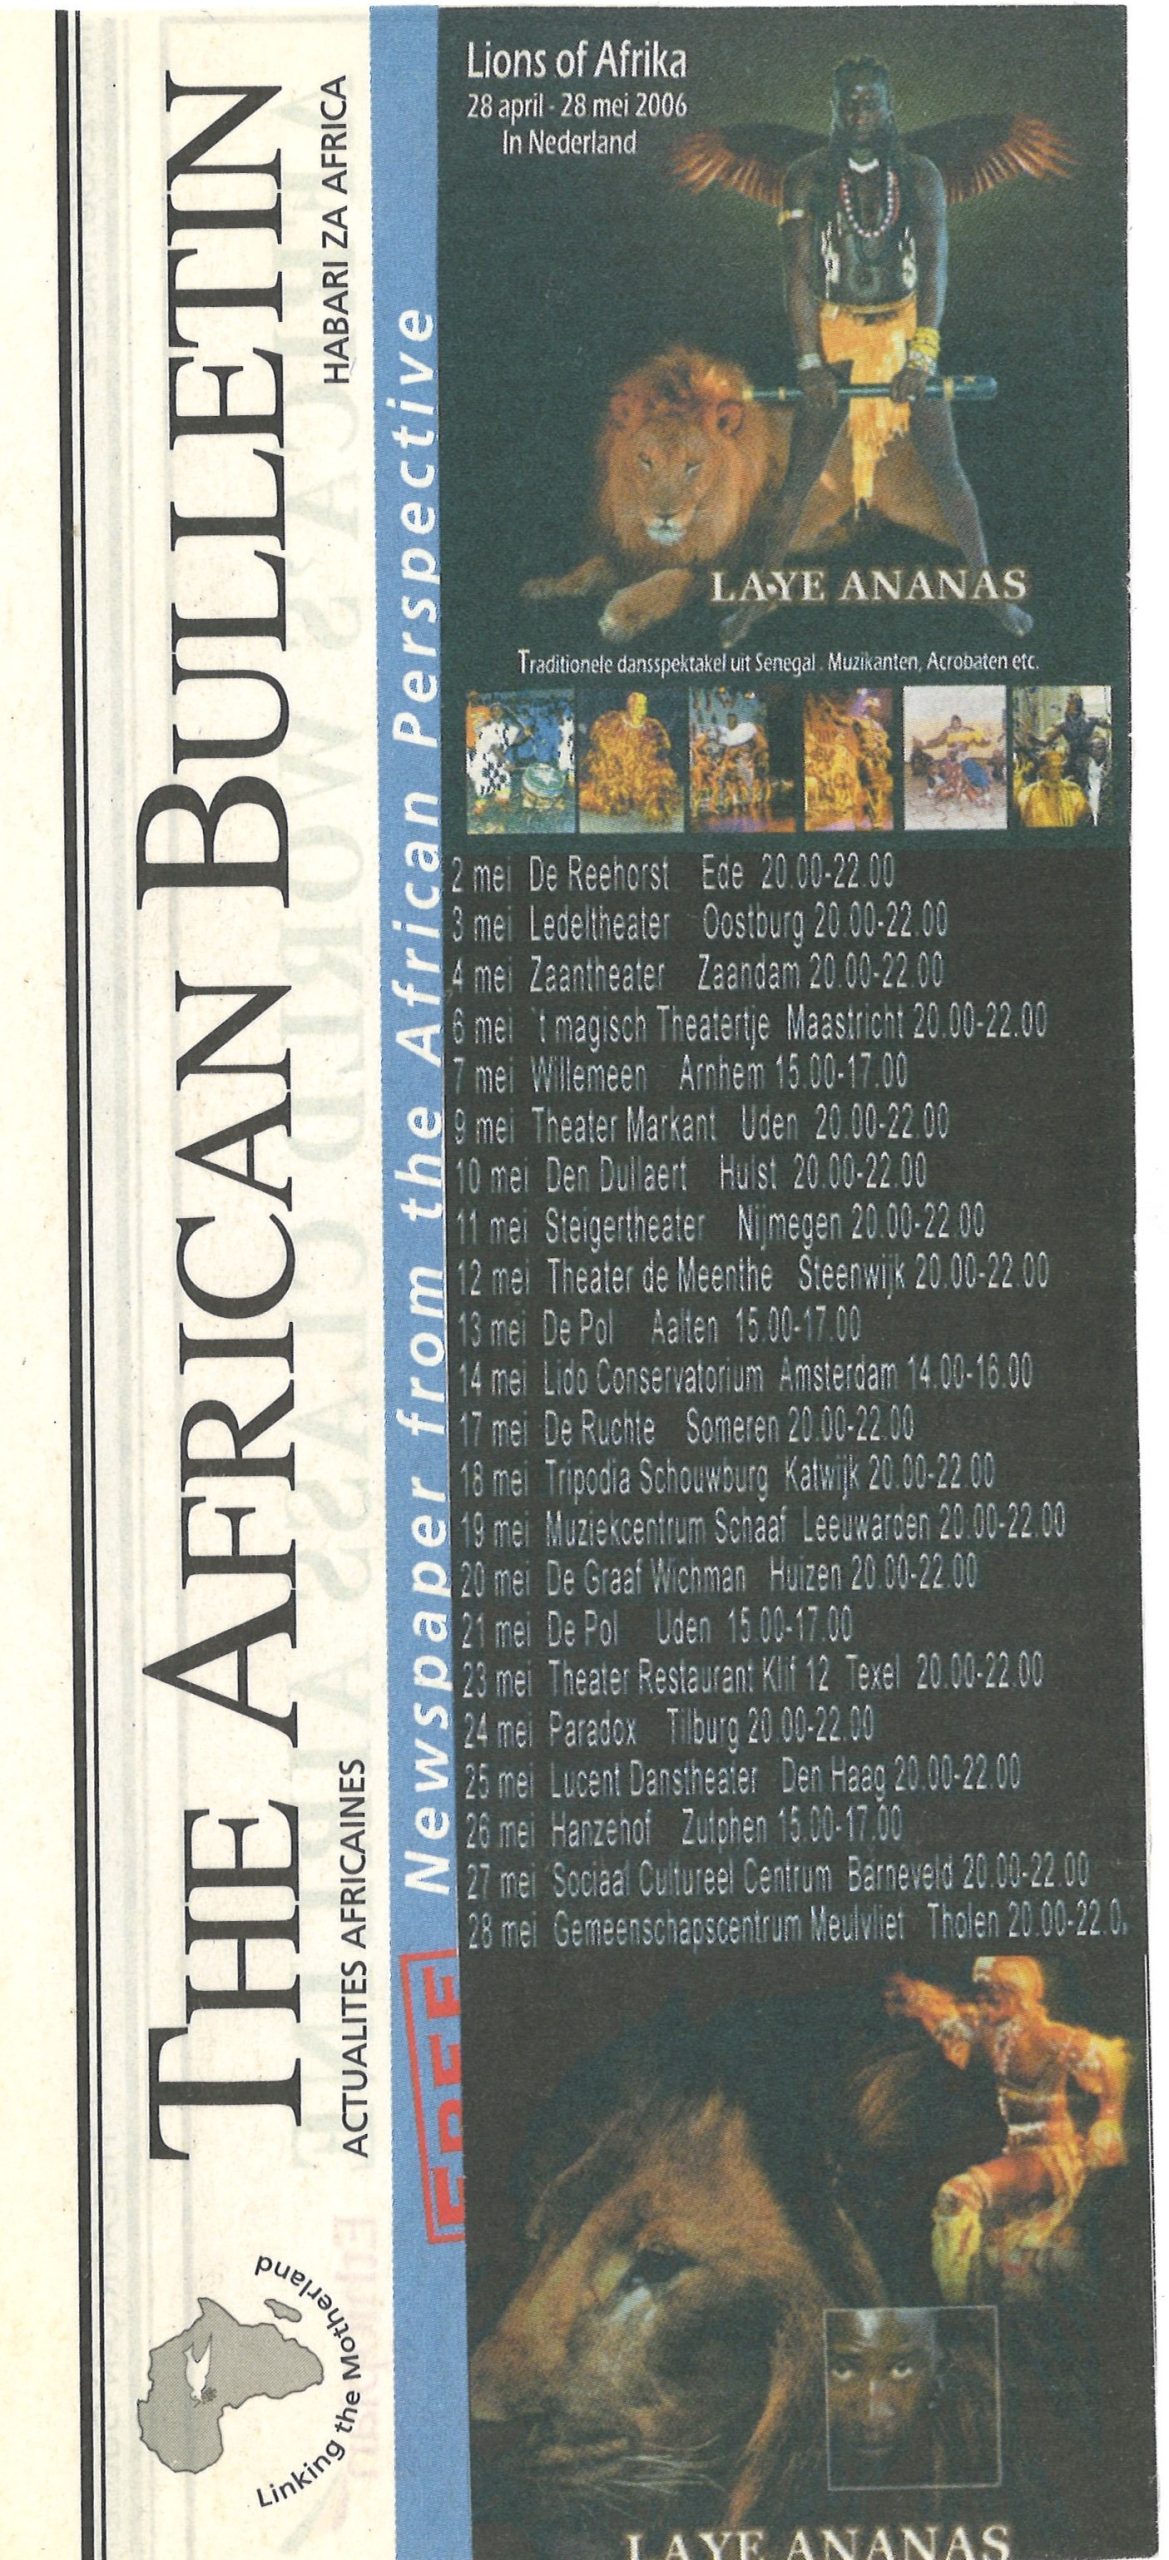 THE AFRICAN BULLETIN
HABARI ZA AFRICA
ACTUALITES AFRICAINES
Linking the Motherland
Newspaper from the African Perspective
FREE
Lions of Afrika
28 april - 28 mei 2006
In Nederland
LAYE ANANAS
Traditionele dansspektakel uit Senegal . Muzikanten, Acrobaten etc.
2 mei De Reehorst Ede 20.00-22.00
3 mei Ledeltheater Oostburg 20.00-22.00
4 mei Zaantheater Zaandam 20.00-22.00
6 mei `t magisch Theatertje Maastricht 20.00-22.00
7 mei Willemeen Arnhem 15.00-17.00
9 mei Theater Markant Uden 20.00-22.00
10 mei Den Dullaert Hulst 20.00-22.00
11 mei Steigertheater Nijmegen 20.00-22.00
12 mei Theater de Meenthe Steenwijk 20.00-22.00
13 mei De Pol Aalten 15.00-17.00
14 mei Lido Conservatorium Amsterdam 14.00-16.00
17 mei De Ruchte Someren 20.00-22.00
18 mei Tripodia Schouwburg Katwijk 20.00-22.00
19 mei Muziekcentrum Schaaf Leeuwarden 20.00-22.00
20 mei De Graaf Wichman Huizen 20.00-22.00
21 mei De Pol Uden 15.00-17.00
23 mei Theater Restaurant Klif 12 Texel 20.00-22.00
24 mei Paradox Tilburg 20.00-22.00
25 mei Lucent Danstheater Den Haag 20.00-22.00
26 mei Hanzehof Zutphen 15.00-17.00
27 mei Sociaal Cultureel Centrum Barneveld 20.00-22.00
28 mei Gemeenschapscentrum Meulvliet Tholen 20.00-22.0
LAYE ANANAS